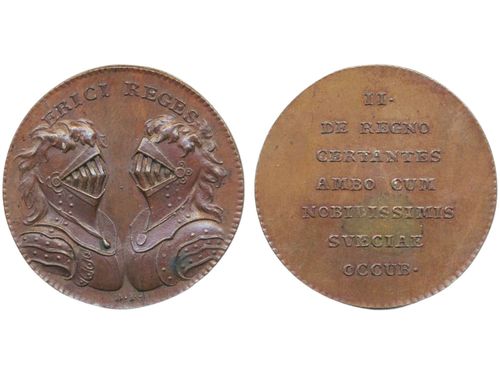 ERICI REGES
II·
DE REGNO
CERTANTES
AMBO CUM
NOBILISSIMIS
SVECIAE
OCCUB·